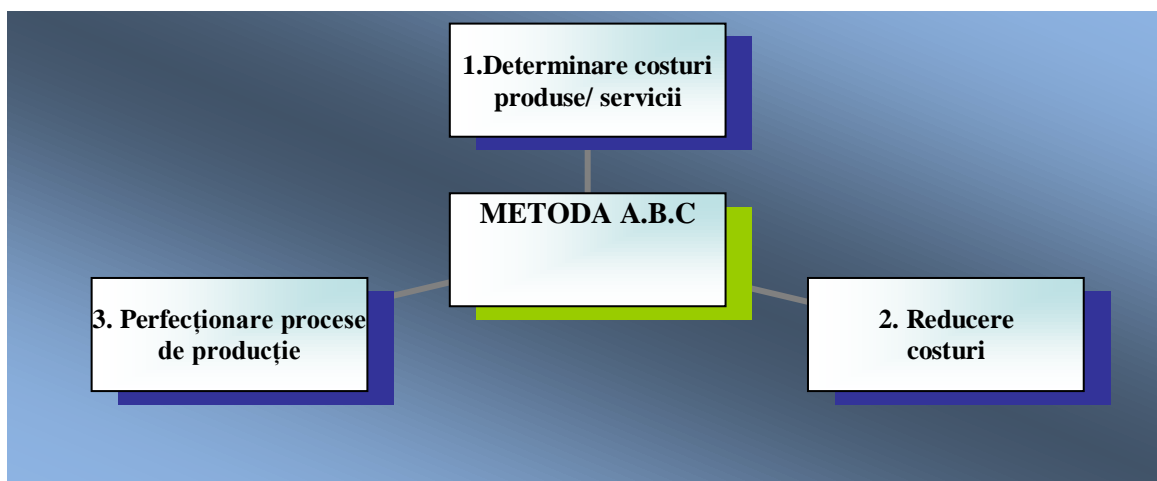 1.Determinare costuri
produse/ servicii
METODA A.B.C
3. Perfecționare procese
de producție
2. Reducere
costuri